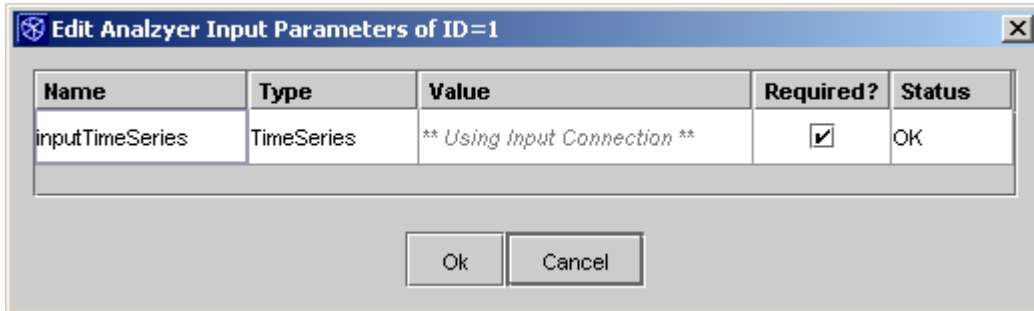 Edit Analzyer Input Parameters of ID=1
Name Type Value Required? Status
inputTimeSeries TimeSeries ** Using Input Connection ** OK
Ok Cancel